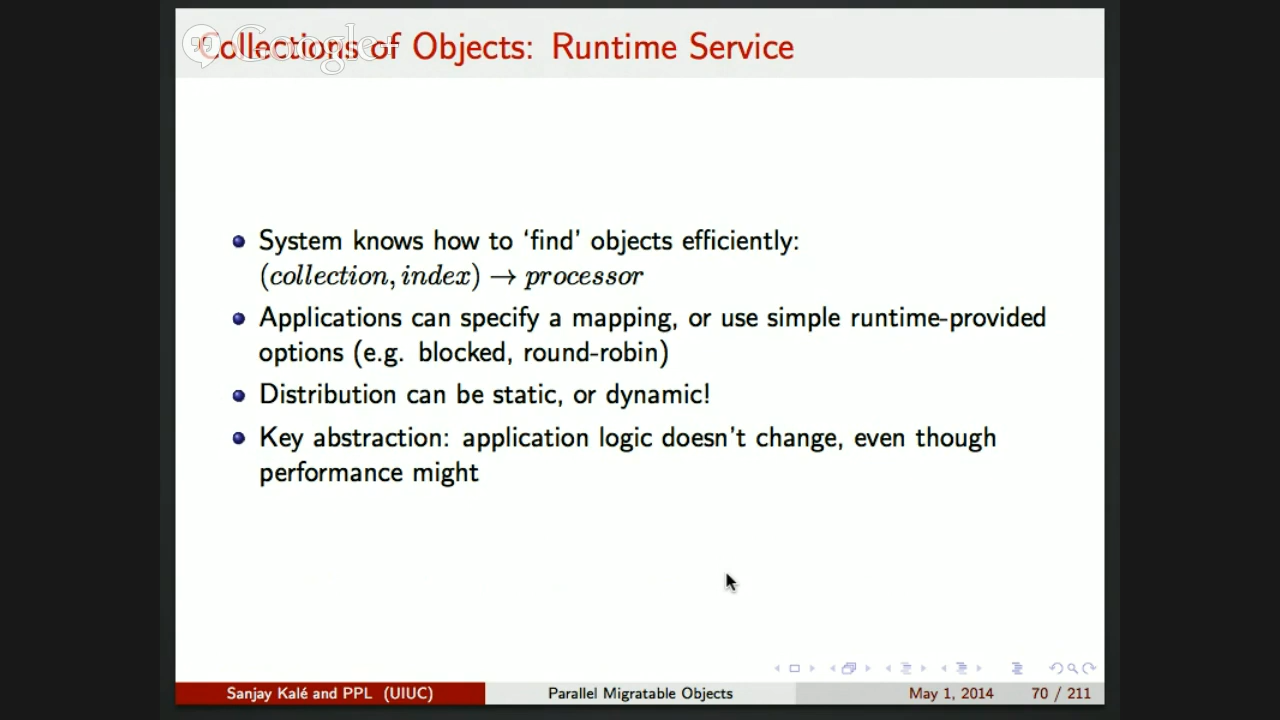 Collections of Objects: Runtime Service
Google+
System knows how to ‘find’ objects efficiently:
(collection, index) → processor
Applications can specify a mapping, or use simple runtime-provided
options (e.g. blocked, round-robin)
Distribution can be static, or dynamic!
Key abstraction: application logic doesn’t change, even though
performance might
Sanjay Kalé and PPL (UIUC) Parallel Migratable Objects May 1, 2014 70 / 211